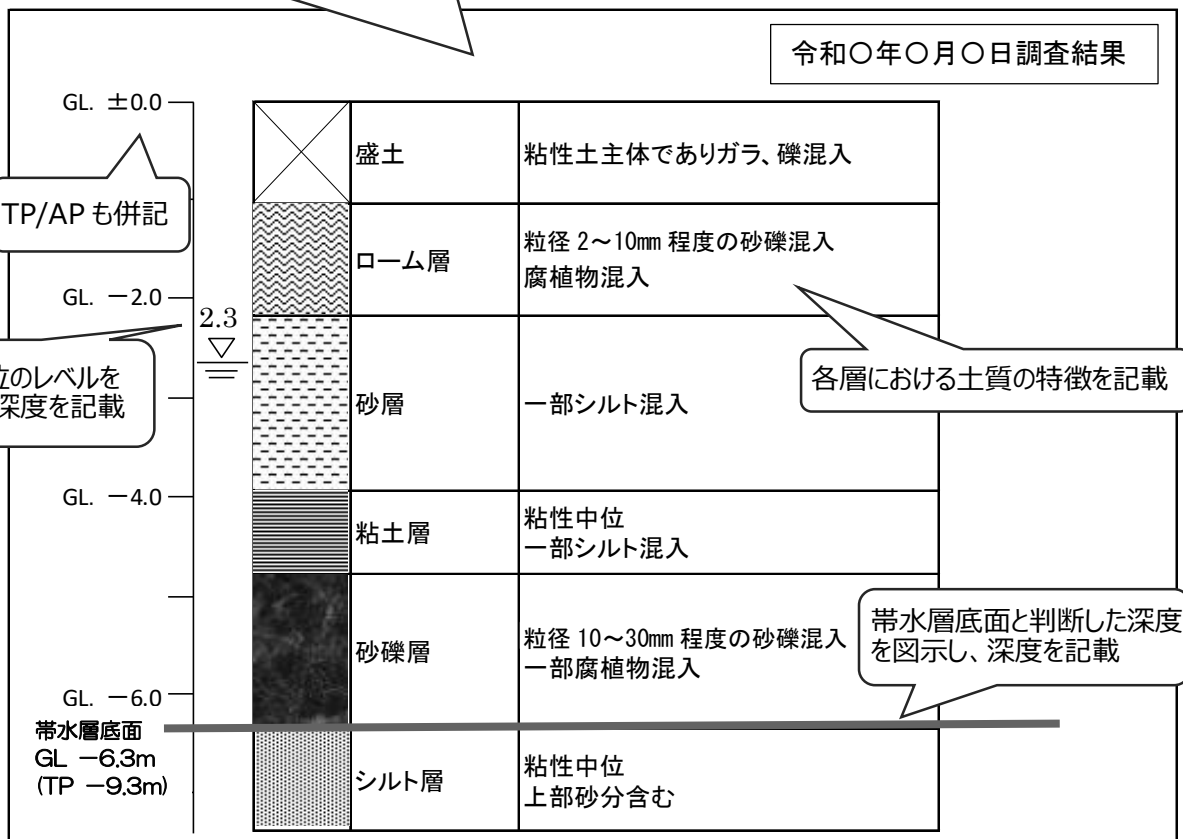 令和〇年〇月〇日調査結果
GL. ±0.0
盛土
粘性土主体でありガラ、礫混入
TP/AP も併記
ローム層
粒径 2～10mm 程度の砂礫混入
腐植物混入
GL. －2.0
2.3
位のレベルを
深度を記載
各層における土質の特徴を記載
砂層
一部シルト混入
GL. －4.0
粘土層
粘性中位
一部シルト混入
砂礫層
粒径 10～30mm 程度の砂礫混入
一部腐植物混入
帯水層底面と判断した深度
を図示し、深度を記載
GL. －6.0
帯水層底面
GL －6.3m
(TP －9.3m)
シルト層
粘性中位
上部砂分含む